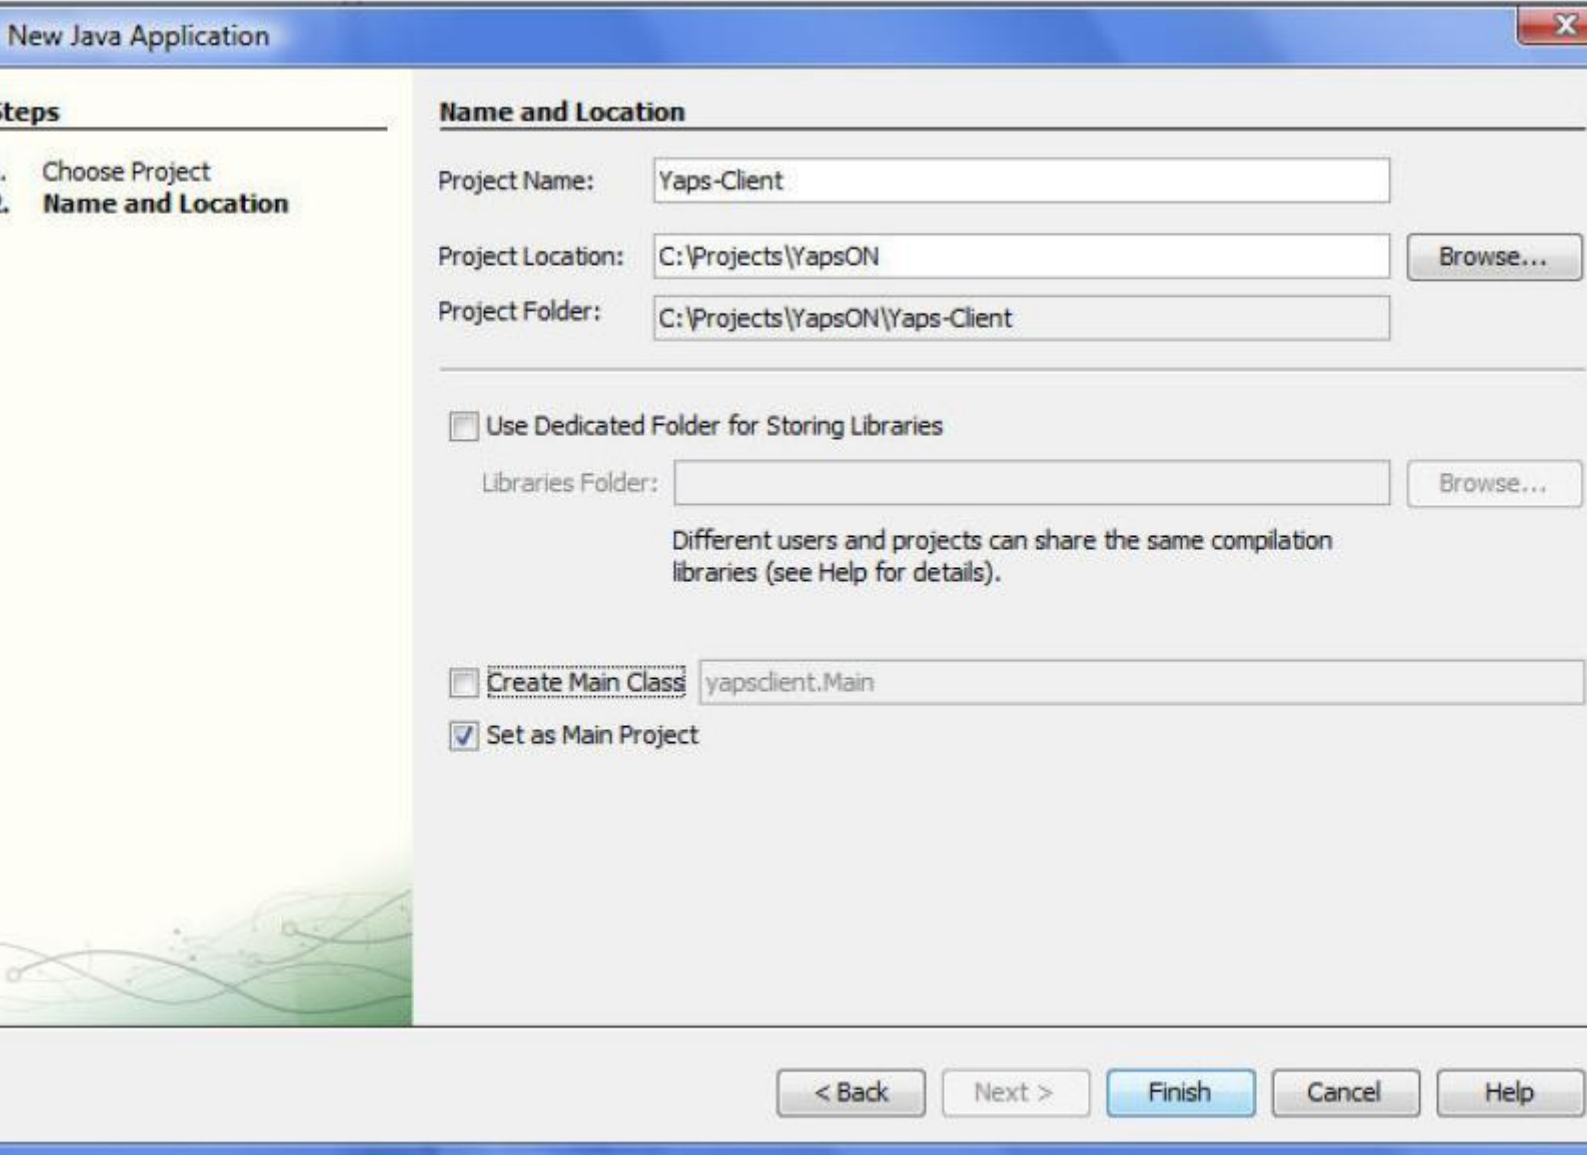 New Java Application
Steps
Choose Project
Name and Location
Name and Location
Project Name: Yaps-Client
Project Location: C:\Projects\YapsON Browse...
Project Folder: C:\Projects\YapsON\Yaps-Client
Use Dedicated Folder for Storing Libraries
Libraries Folder: Browse...
Different users and projects can share the same compilation
libraries (see Help for details).
Create Main Class yapsclient.Main
Set as Main Project
< Back Next > Finish Cancel Help